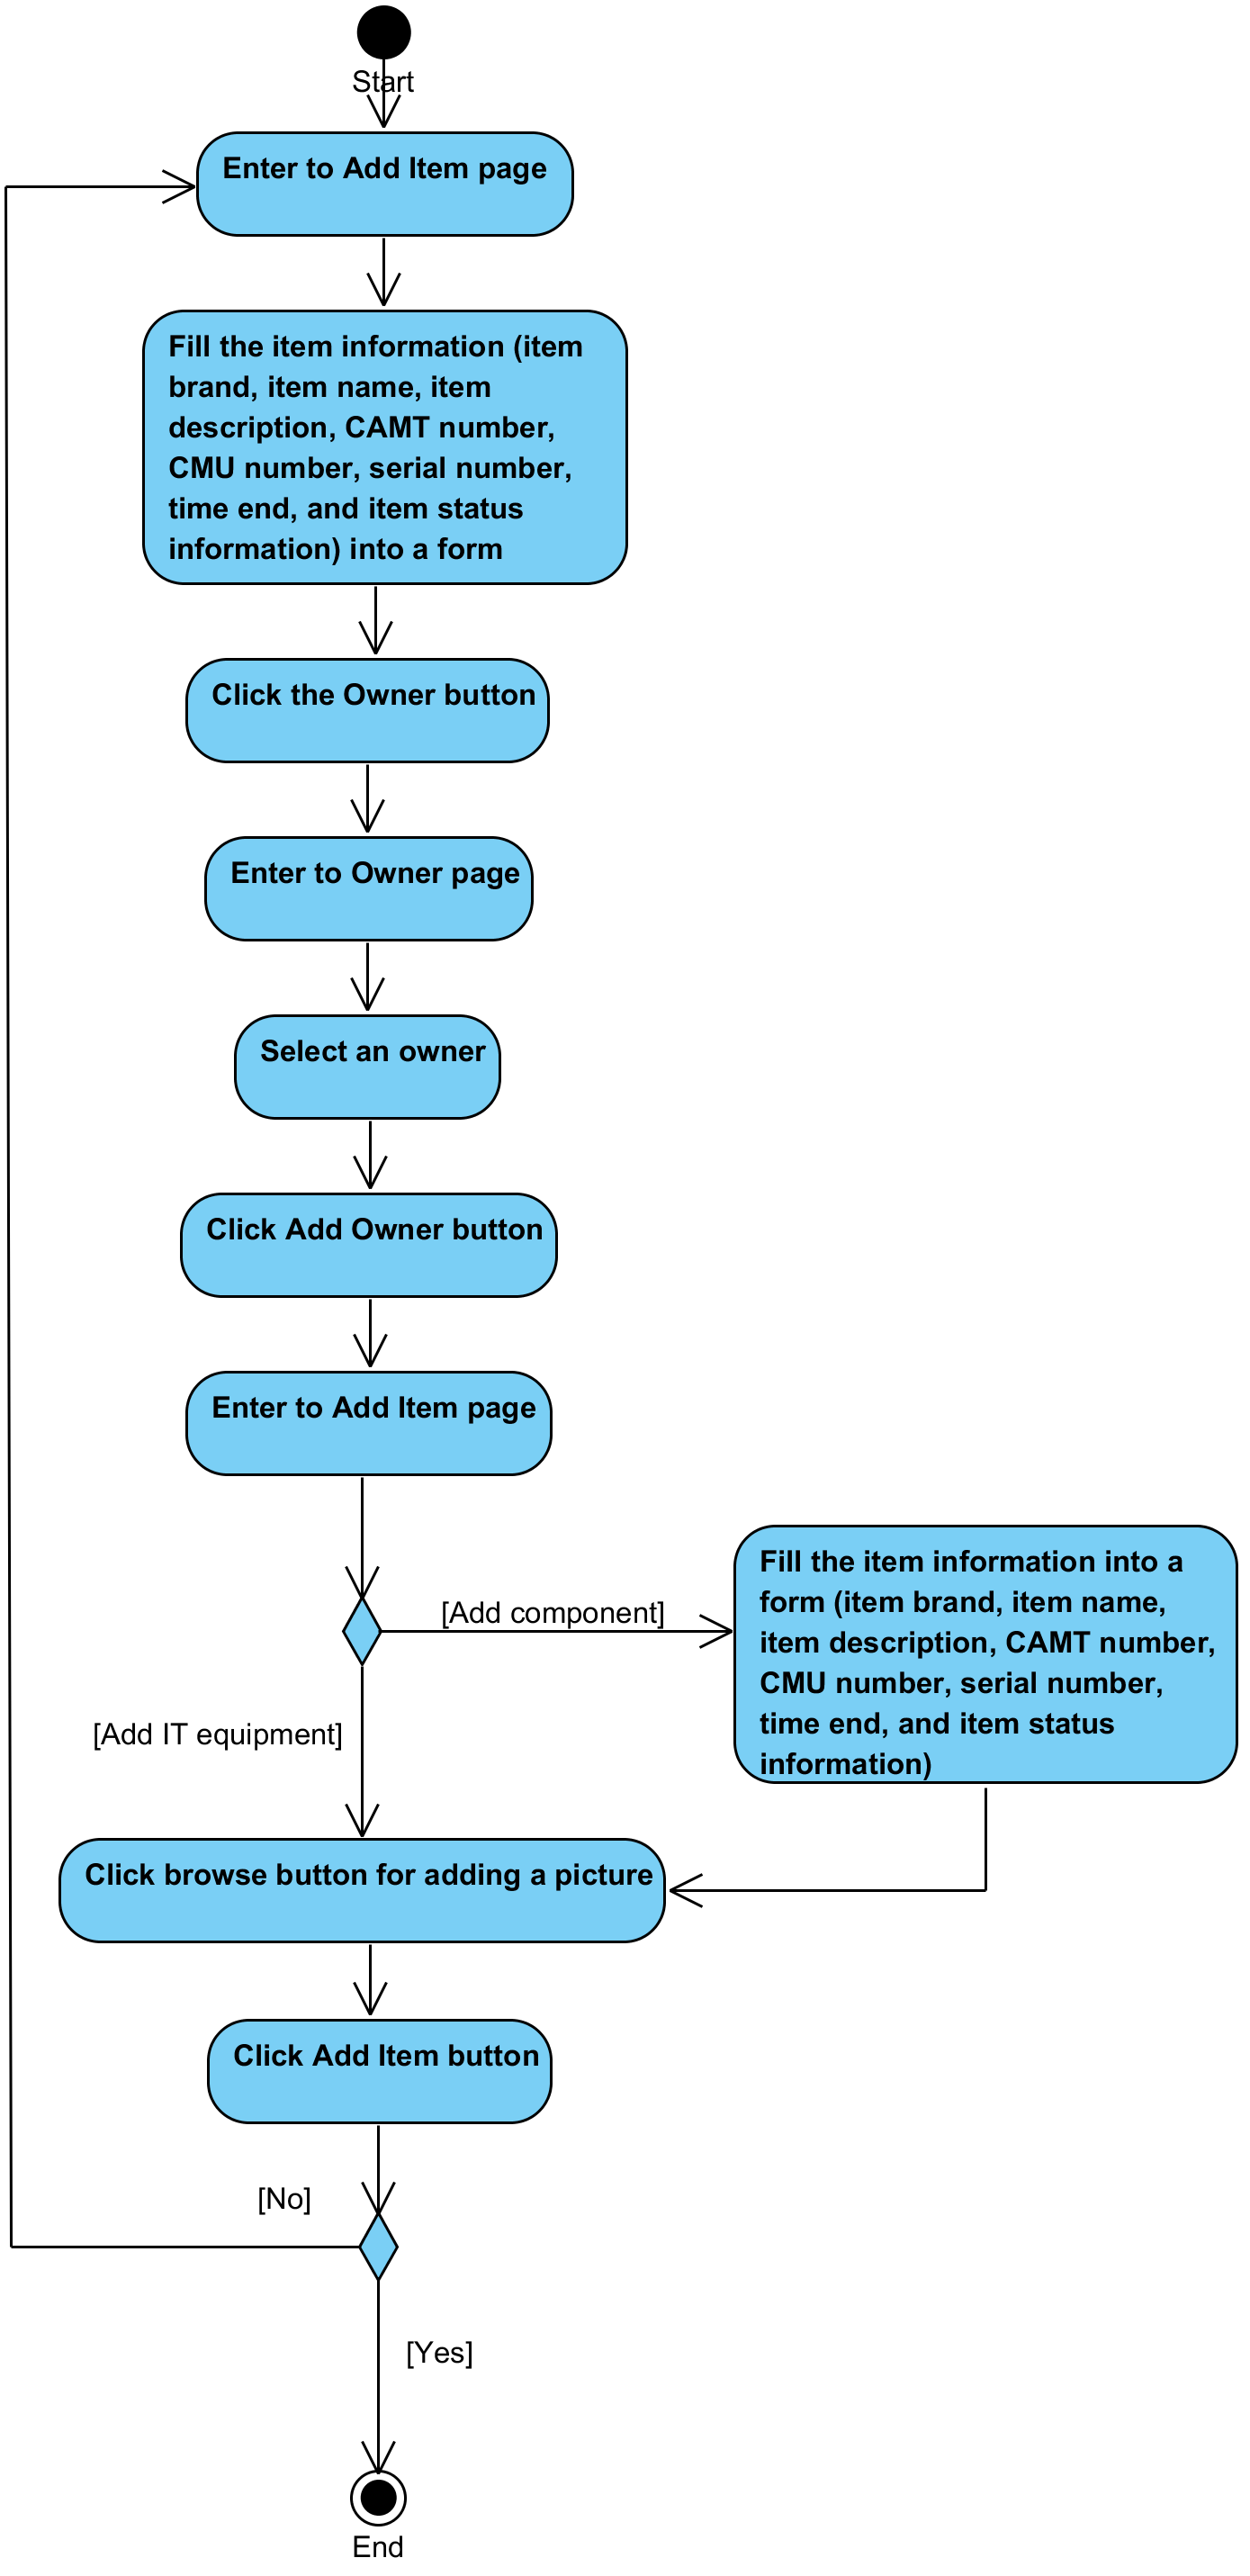 Start
Enter to Add Item page
Fill the item information (item
brand, item name, item
description, CAMT number,
CMU number, serial number,
time end, and item status
information) into a form
Click the Owner button
Enter to Owner page
Select an owner
Click Add Owner button
Enter to Add Item page
[Add component]
Fill the item information into a
form (item brand, item name,
item description, CAMT number,
CMU number, serial number,
time end, and item status
information)
[Add IT equipment]
Click browse button for adding a picture
Click Add Item button
[No]
[Yes]
End